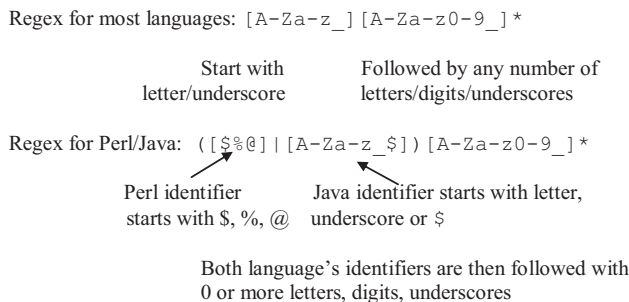 Regex for most languages: [A-Za-z_][A-Za-z0-9_]*
Start with Followed by any number of
letter/underscore letters/digits/underscores
Regex for Perl/Java: ([$%@]|[A-Za-z_$])[A-Za-z0-9_]*
Perl identifier Java identifier starts with letter,
starts with $, %, @ underscore or $
Both language’s identifiers are then followed with
0 or more letters, digits, underscores